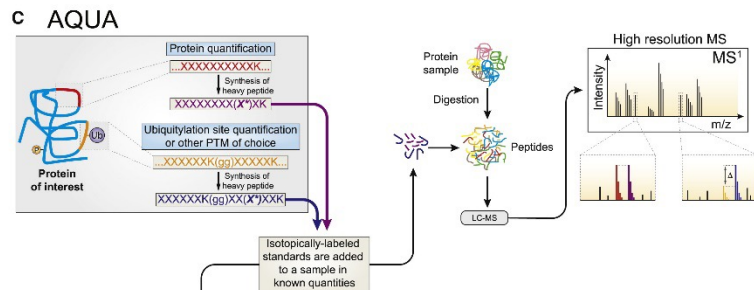 C AQUA
Protein quantification
...XXXXXXXXXXK...
Synthesis of
heavy peptide
XXXXXXXX(X*)XK
Ubiquitylation site quantification
or other PTM of choice
...XXXXXXK(gg)XXXXXK...
Synthesis of
heavy peptide
XXXXXXK(gg)XX(X*)XXK
P
Ub
Protein
of interest
Isotopically-labeled
standards are added
to a sample in
known quantities
Protein
sample
Digestion
Peptides
LC-MS
High resolution MS
MS¹
Intensity
m/z
Δ